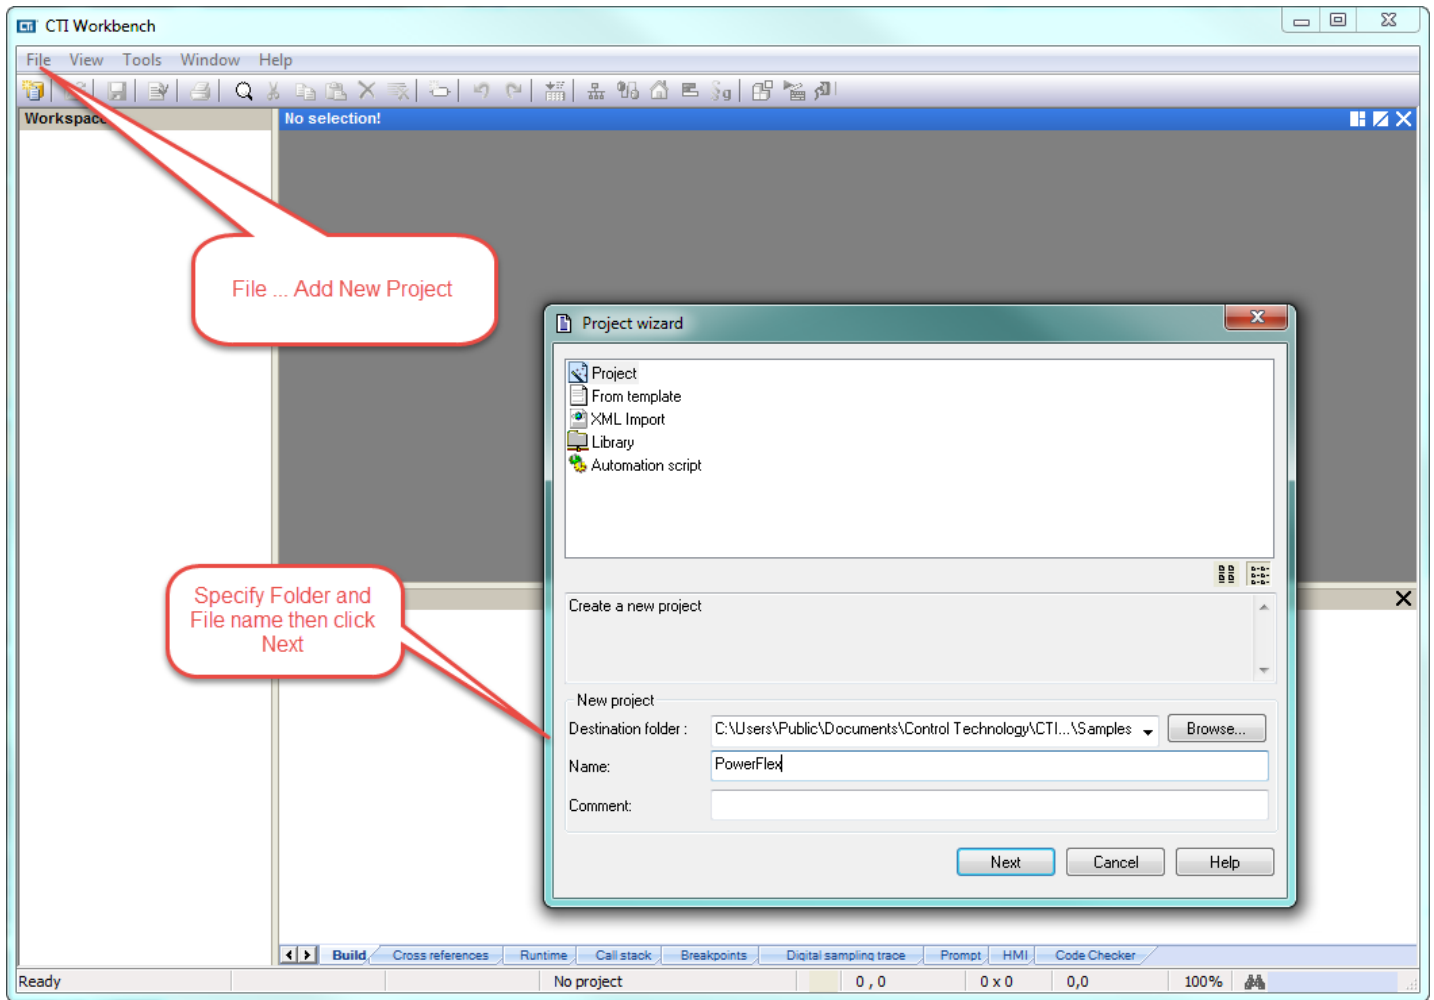 CTI Workbench
File View Tools Window Help
Workspac
No selection!
File ... Add New Project
Project wizard
Project
From template
XML Import
Library
Automation script
Specify Folder and
File name then click
Next
Create a new project
New project
Destination folder :
C:\Users\Public\Documents\Control Technology\CTI...\Samples
Browse...
Name:
PowerFlex
Comment:
Next
Cancel
Help
Build
Cross references
Runtime
Call stack
Breakpoints
Digital sampling trace
Prompt
HMI
Code Checker
Ready
No project
0 , 0
0 x 0
0,0
100%